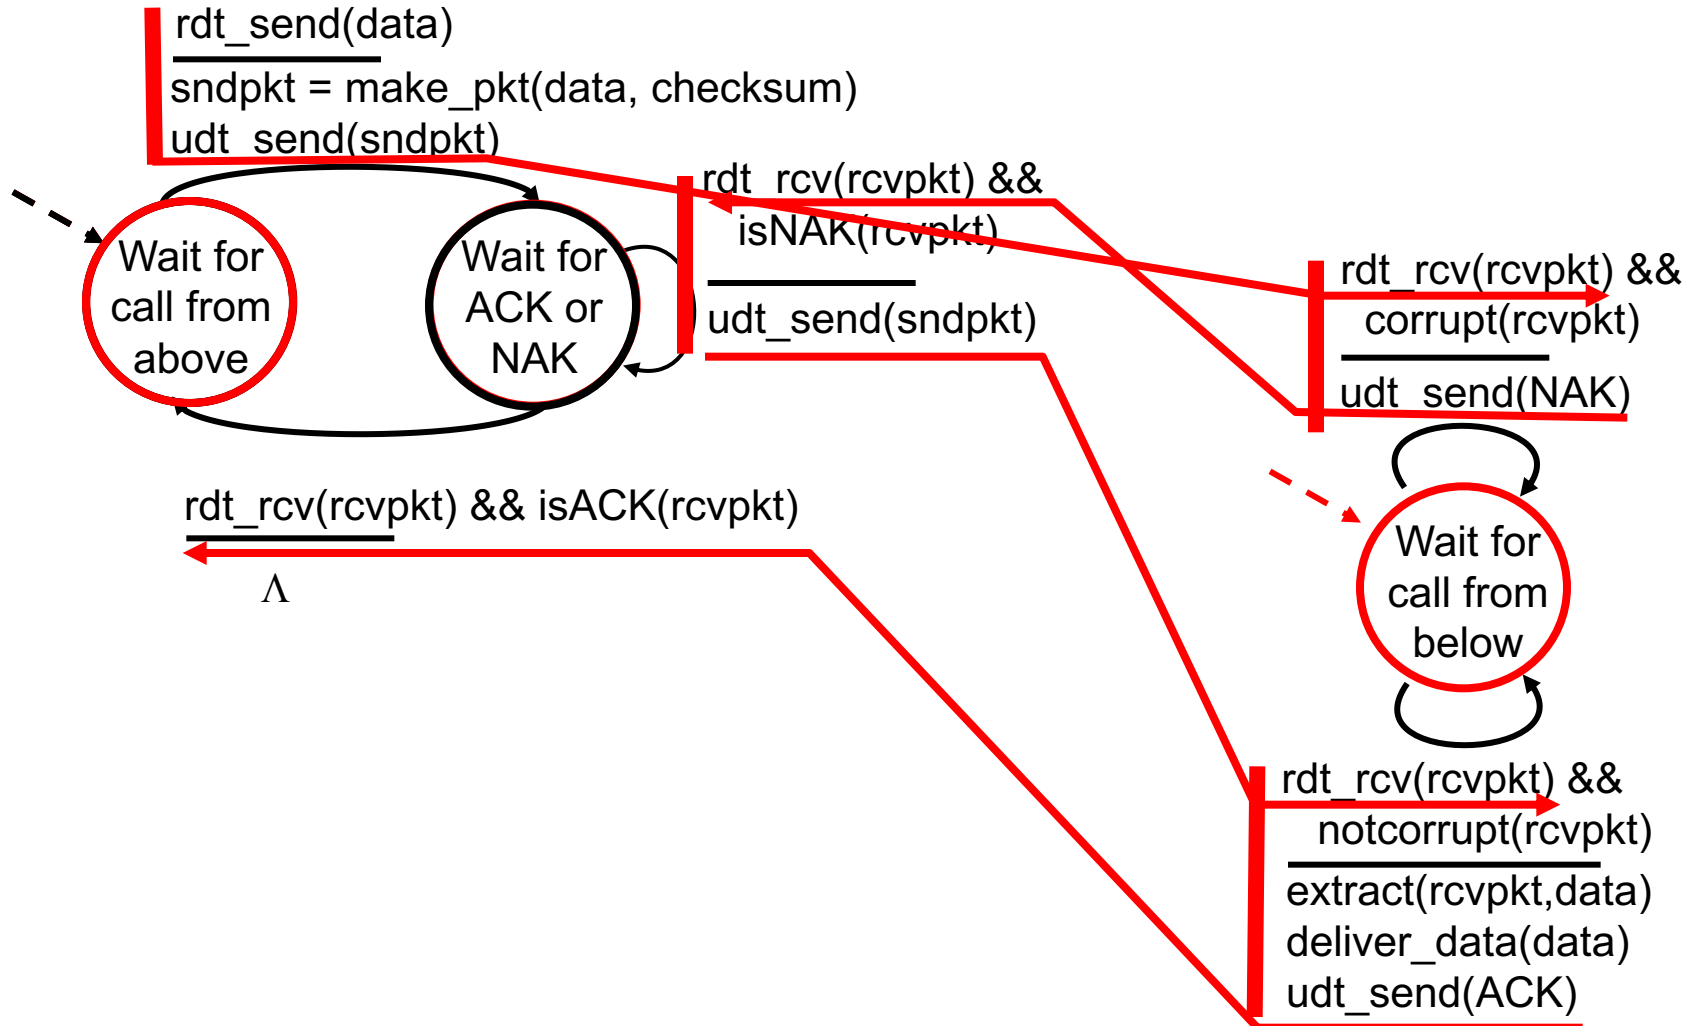 rdt_send(data)
sndpkt = make_pkt(data, checksum)
udt_send(sndpkt)
rdt_rcv(rcvpkt) &&
isNAK(rcvpkt)
udt_send(sndpkt)
Wait for
call from
above
Wait for
ACK or
NAK
rdt_rcv(rcvpkt) && isACK(rcvpkt)
Λ
rdt_rcv(rcvpkt) &&
corrupt(rcvpkt)
udt_send(NAK)
Wait for
call from
below
rdt_rcv(rcvpkt) &&
notcorrupt(rcvpkt)
extract(rcvpkt,data)
deliver_data(data)
udt_send(ACK)